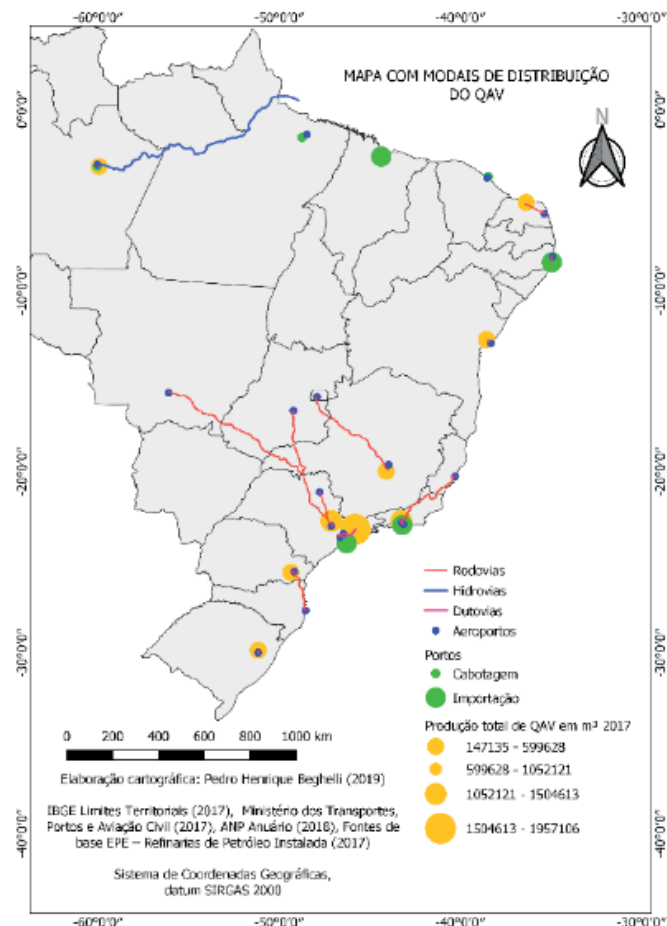 -60°0'0" -50°0'0" -40°0'0" -30°0'0"
MAPA COM MODAIS DE DISTRIBUIÇÃO
DO QAV
N
0°0'0" 0°0'0"
-10°0'0" -10°0'0"
-20°0'0" -20°0'0"
-30°0'0" -30°0'0"
-40°0'0" -40°0'0"
Rodovias
Hidrovias
Dutovias
Aeroportos
Portos
Cabotagem
Importação
Produção total de QAV em m³ 2017
147135 - 599628
599628 - 1052121
1052121 - 1504613
1504613 - 1957106
0 200 400 600 800 1000 km
Elaboração cartográfica: Pedro Henrique Beghelli (2019)
IBGE Limites Territoriais (2017), Ministério dos Transportes,
Portos e Aviação Civil (2017), ANP Anuário (2018), Fontes de
base EPE – Refinarias de Petróleo Instalada (2017)
Sistema de Coordenadas Geográficas,
datum SIRGAS 2000
-60°0'0" -50°0'0" -40°0'0" -30°0'0"